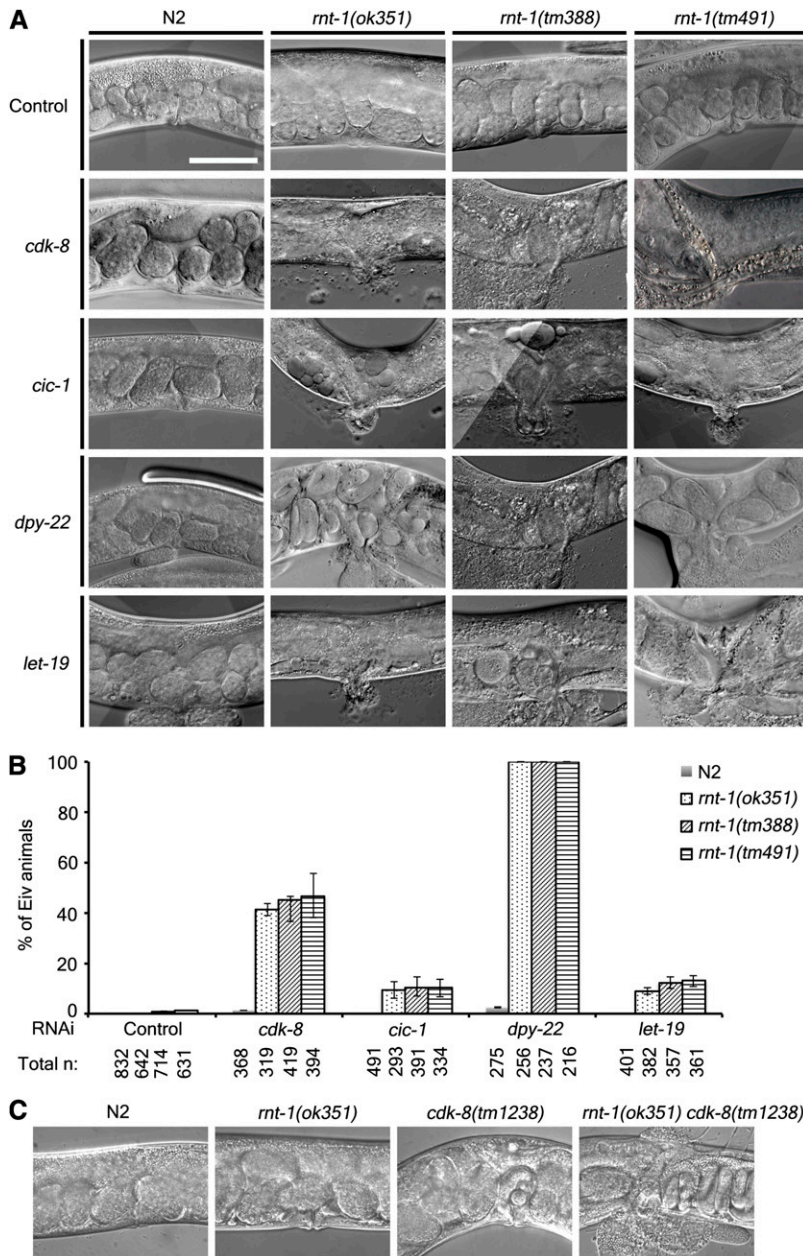 A
N2 rnt-1(ok351) rnt-1(tm388) rnt-1(tm491)
Control
cdk-8
cic-1
dpy-22
let-19
B
% of Eiv animals
100
80
60
40
20
0
N2
rnt-1(ok351)
rnt-1(tm388)
rnt-1(tm491)
RNAi Control cdk-8 cic-1 dpy-22 let-19
Total n: 832 642 714 631 368 319 419 394 491 293 391 334 275 256 237 216 401 382 357 361
C
N2 rnt-1(ok351) cdk-8(tm1238) rnt-1(ok351) cdk-8(tm1238)